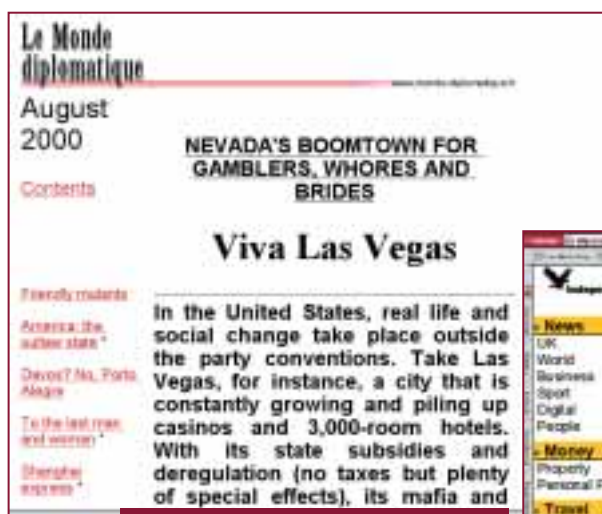 Le Monde
diplomatique
August
2000
Contents
Friendly mutants
America: the
outlaw state *
Davos? No, Porto
Alegre
To the last man
and woman *
Shanghai
express *
NEVADA'S BOOMTOWN FOR
GAMBLERS, WHORES AND
BRIDES
Viva Las Vegas
In the United States, real life and
social change take place outside
the party conventions. Take Las
Vegas, for instance, a city that is
constantly growing and piling up
casinos and 3,000-room hotels.
With its state subsidies and
deregulation (no taxes but plenty
of special effects), its mafia and
Indepe
News
UK
World
Business
Sport
Digital
People
Money
Property
Personal F
Travel